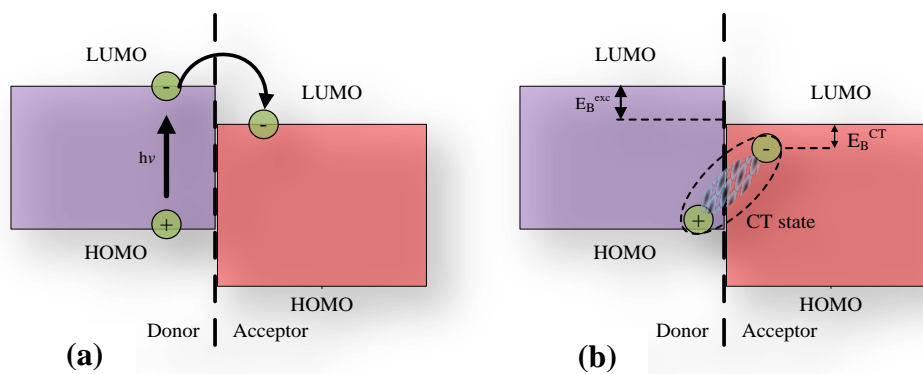 LUMO
LUMO
-
-
hν
+
HOMO
HOMO
Donor
Acceptor
(a)
LUMO
LUMO
E_B^exc
E_B^CT
-
+
CT state
HOMO
HOMO
Donor
Acceptor
(b)